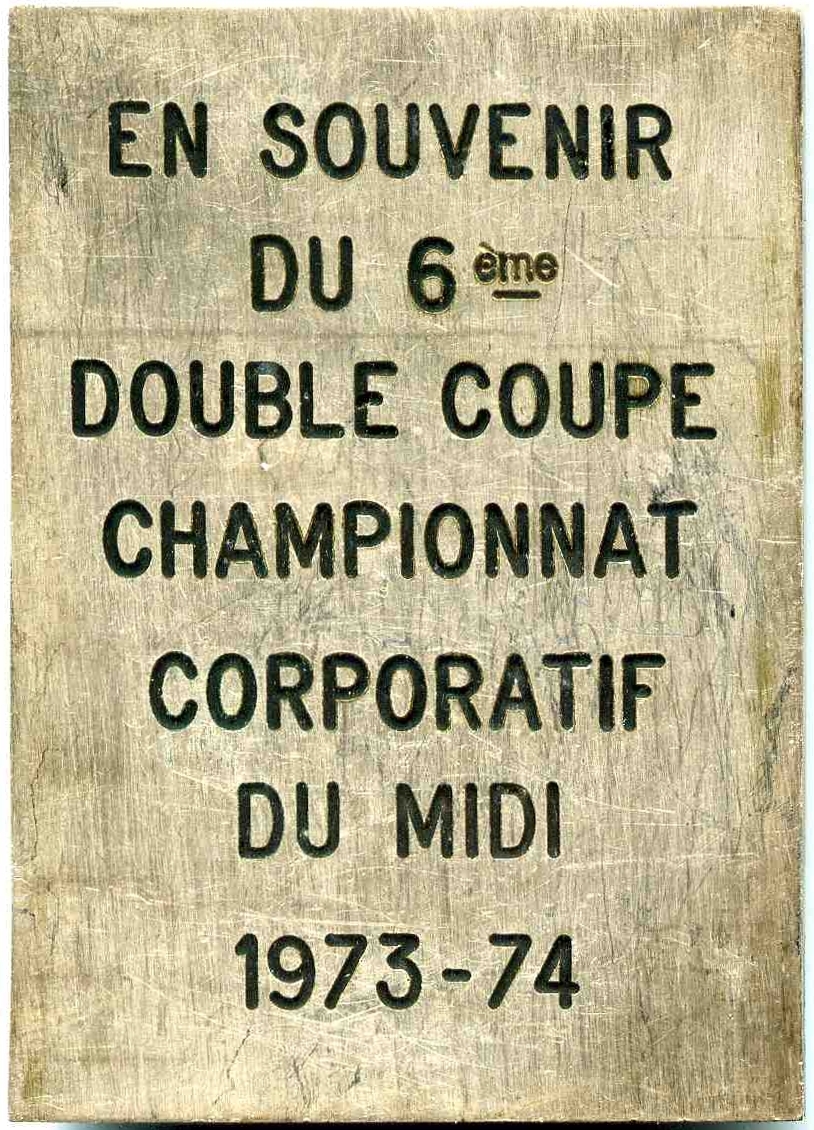 EN SOUVENIR
DU 6ème
DOUBLE COUPE
CHAMPIONNAT
CORPORATIF
DU MIDI
1973-74